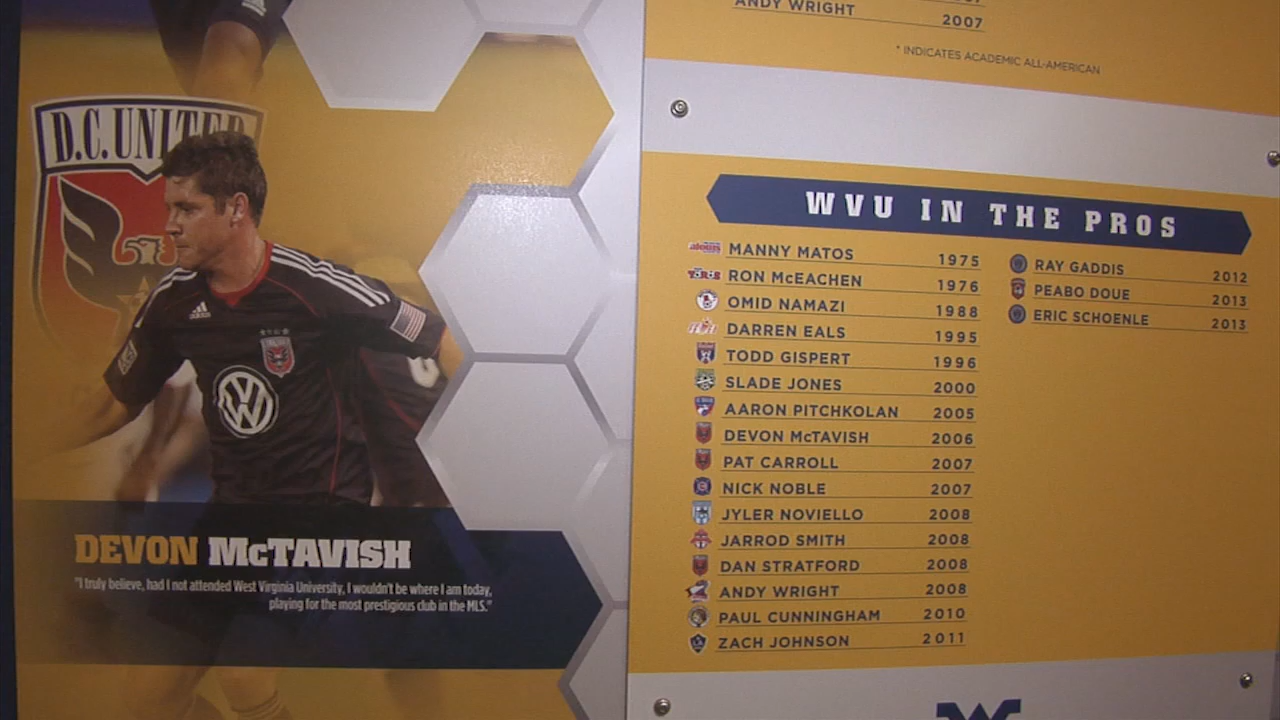 D.C. UNITED
DEVON McTAVISH
"I truly believe, had I not attended West Virginia University, I wouldn't be where I am today,
playing for the most prestigious club in the MLS."
ANDY WRIGHT 2007
* INDICATES ACADEMIC ALL-AMERICAN
WVU IN THE PROS
MANNY MATOS 1975
RON McEACHEN 1976
OMID NAMAZI 1988
DARREN EALS 1995
TODD GISPERT 1996
SLADE JONES 2000
AARON PITCHKOLAN 2005
DEVON McTAVISH 2006
PAT CARROLL 2007
NICK NOBLE 2007
JYLER NOVIELLO 2008
JARROD SMITH 2008
DAN STRATFORD 2008
ANDY WRIGHT 2008
PAUL CUNNINGHAM 2010
ZACH JOHNSON 2011
RAY GADDIS 2012
PEABO DOUE 2013
ERIC SCHOENLE 2013